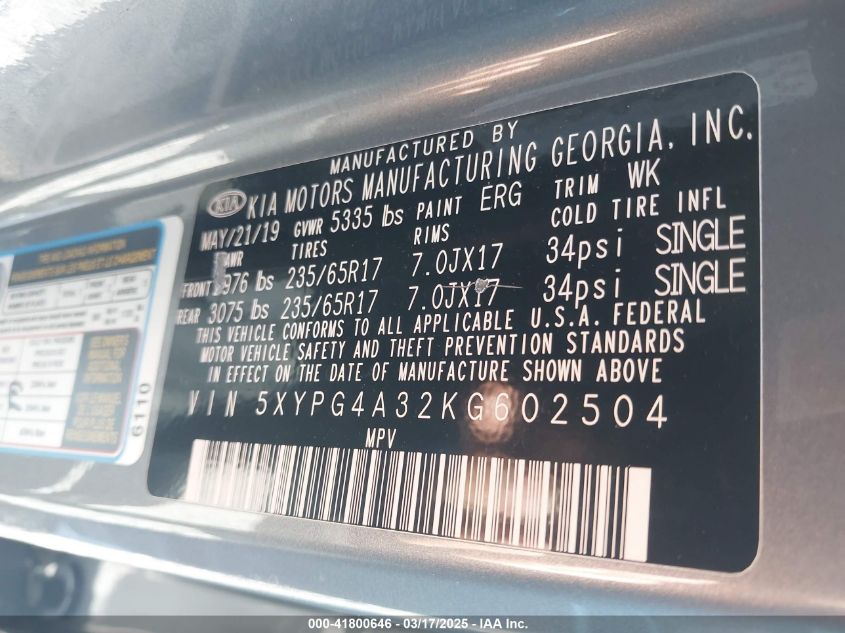 MANUFACTURED BY
KIA KIA MOTORS MANUFACTURING GEORGIA, INC.
MAY/21/19 GVWR 5335 lbs PAINT ERG TRIM WK
TIRES RIMS COLD TIRE INFL
FRONT 976 lbs 235/65R17 7.0JX17 34psi SINGLE
REAR 3075 lbs 235/65R17 7.0JX17 34psi SINGLE
THIS VEHICLE CONFORMS TO ALL APPLICABLE U.S.A. FEDERAL
MOTOR VEHICLE SAFETY AND THEFT PREVENTION STANDARDS
IN EFFECT ON THE DATE OF MANUFACTURE SHOWN ABOVE
VIN 5XYPG4A32KG602504
MPV
6110
000-41800646 - 03/17/2025 - IAA Inc.